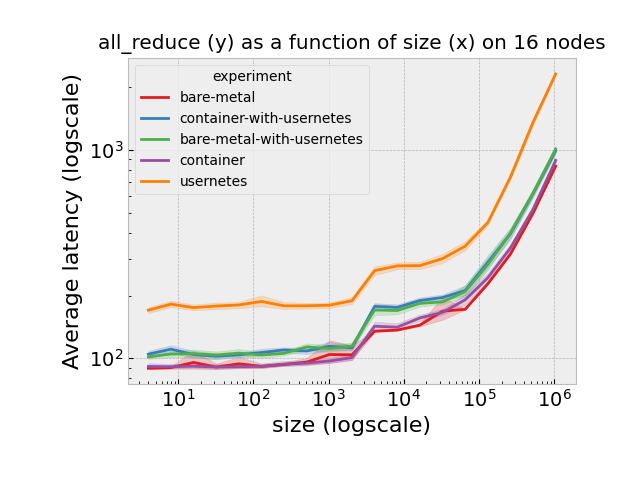 all_reduce (y) as a function of size (x) on 16 nodes
experiment
bare-metal
container-with-usernetes
bare-metal-with-usernetes
container
usernetes
Average latency (logscale)
10³
10²
10¹ 10² 10³ 10⁴ 10⁵ 10⁶
size (logscale)